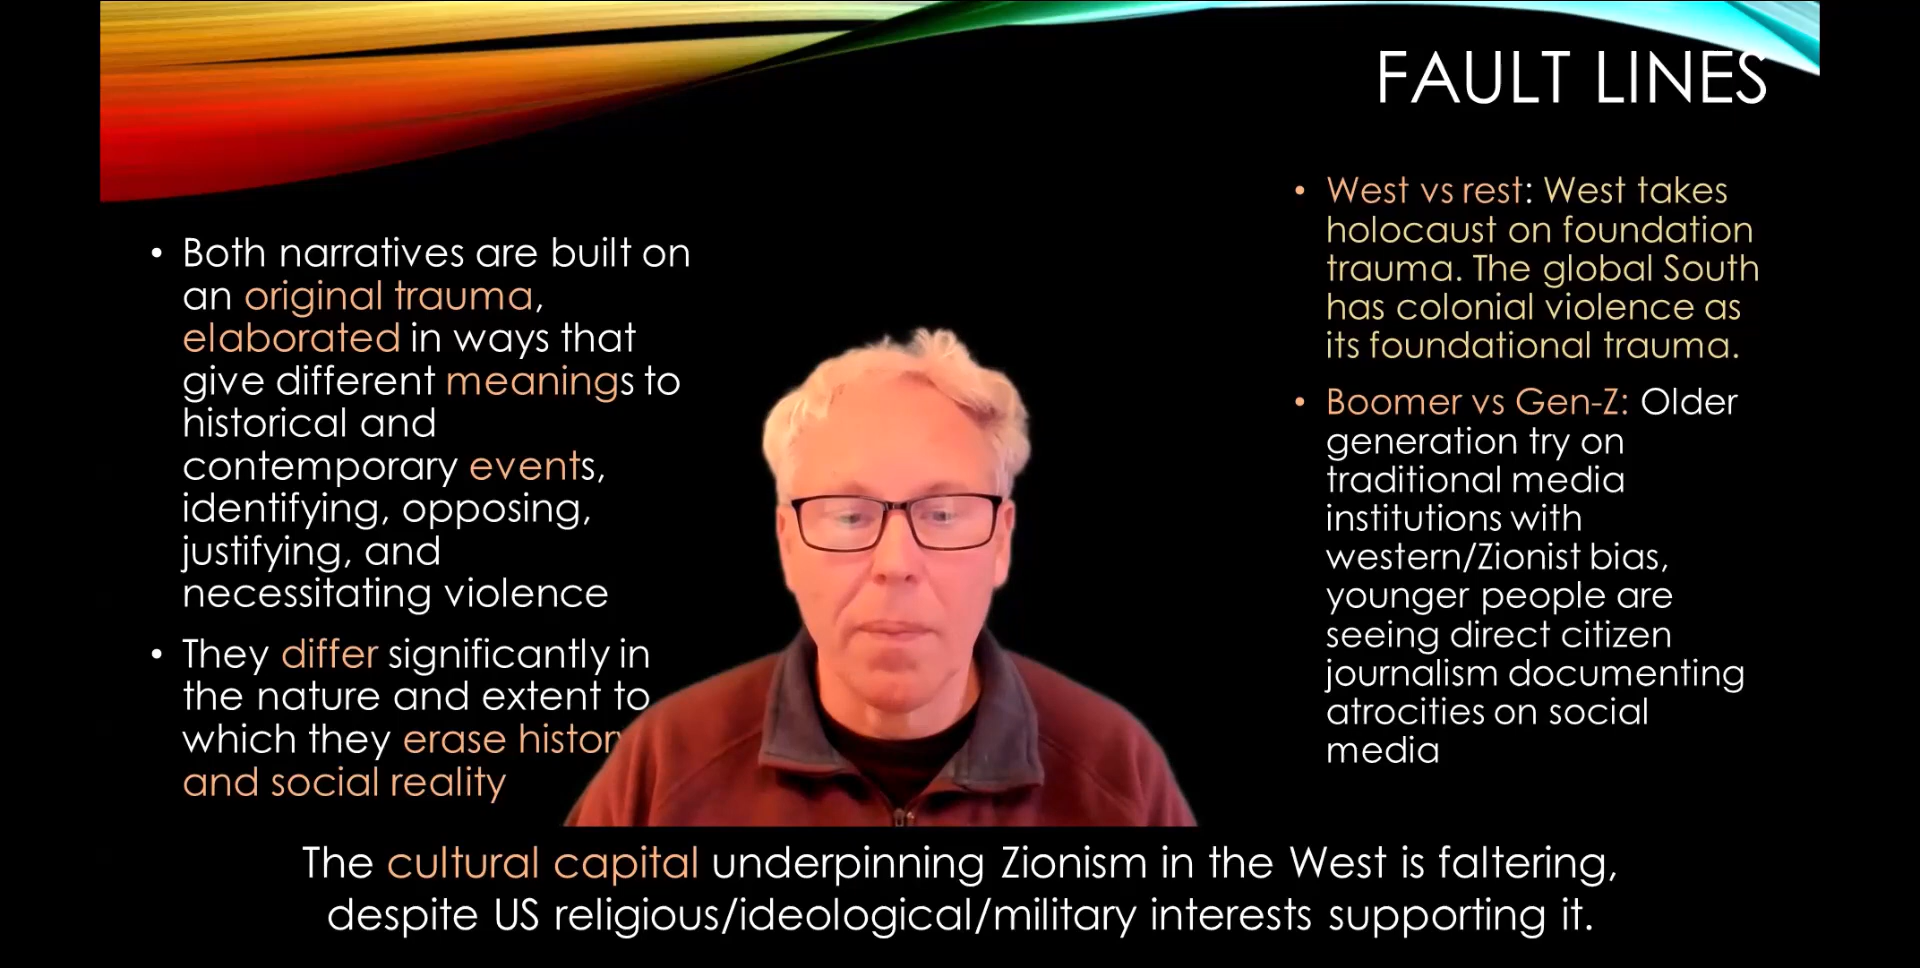 FAULT LINES
• Both narratives are built on
an original trauma,
elaborated in ways that
give different meanings to
historical and
contemporary events,
identifying, opposing,
justifying, and
necessitating violence
• They differ significantly in
the nature and extent to
which they erase histor
and social reality
• West vs rest: West takes
holocaust on foundation
trauma. The global South
has colonial violence as
its foundational trauma.
• Boomer vs Gen-Z: Older
generation try on
traditional media
institutions with
western/Zionist bias,
younger people are
seeing direct citizen
journalism documenting
atrocities on social
media
The cultural capital underpinning Zionism in the West is faltering,
despite US religious/ideological/military interests supporting it.